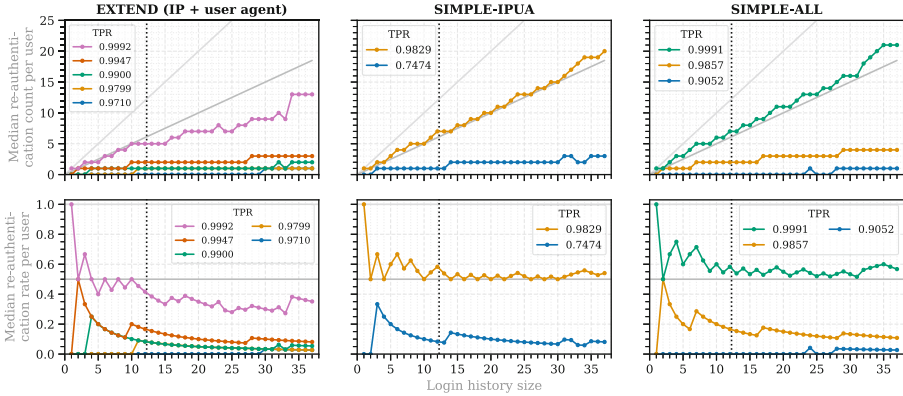 EXTEND (IP + user agent)
SIMPLE-IPUA
SIMPLE-ALL
Median re-authenti-
cation count per user
25
20
15
10
5
0
TPR
0.9992
0.9947
0.9900
0.9799
0.9710
TPR
0.9829
0.7474
TPR
0.9991
0.9857
0.9052
Median re-authenti-
cation rate per user
1.0
0.8
0.6
0.4
0.2
0.0
TPR
0.9992 0.9799
0.9947 0.9710
0.9900
TPR
0.9829
0.7474
TPR
0.9991 0.9052
0.9857
0 5 10 15 20 25 30 35
0 5 10 15 20 25 30 35
0 5 10 15 20 25 30 35
Login history size